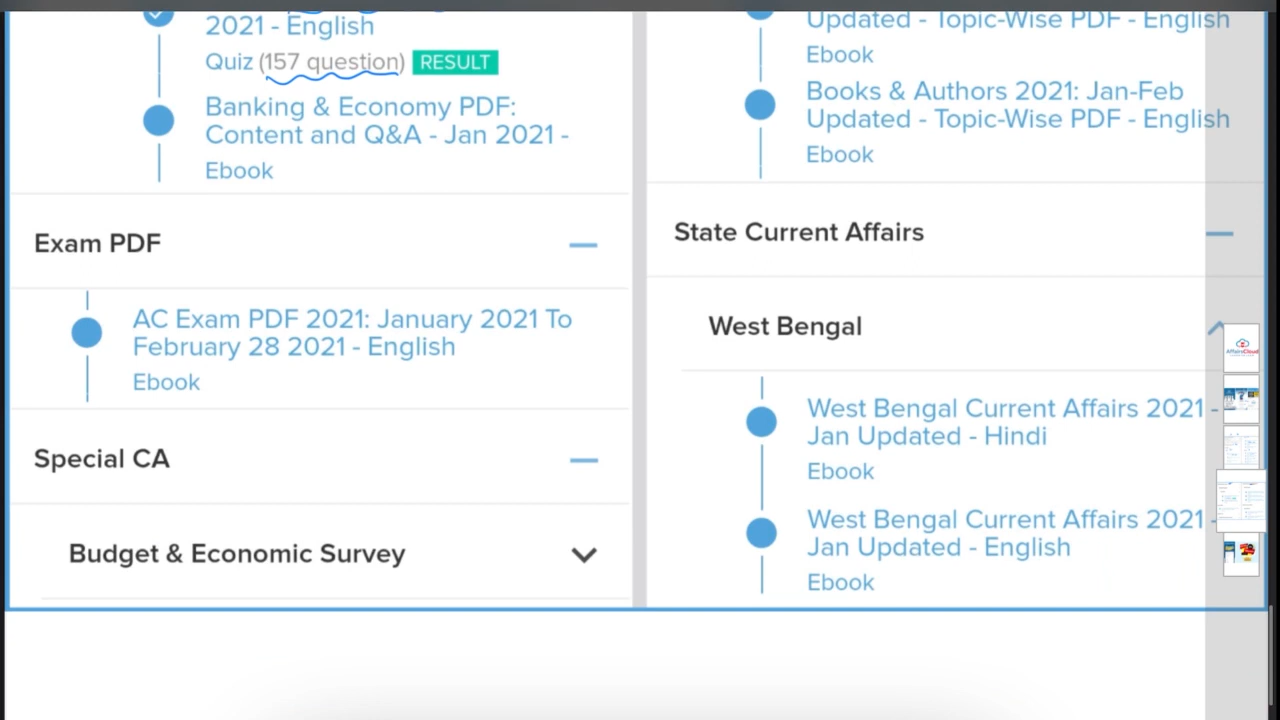 2021 - English
Quiz (157 question) RESULT
Banking & Economy PDF:
Content and Q&A - Jan 2021 -
Ebook
Exam PDF
AC Exam PDF 2021: January 2021 To
February 28 2021 - English
Ebook
Special CA
Budget & Economic Survey
Updated - Topic-Wise PDF - English
Ebook
Books & Authors 2021: Jan-Feb
Updated - Topic-Wise PDF - English
Ebook
State Current Affairs
West Bengal
West Bengal Current Affairs 2021 -
Jan Updated - Hindi
Ebook
West Bengal Current Affairs 2021 -
Jan Updated - English
Ebook
AffairsCloud